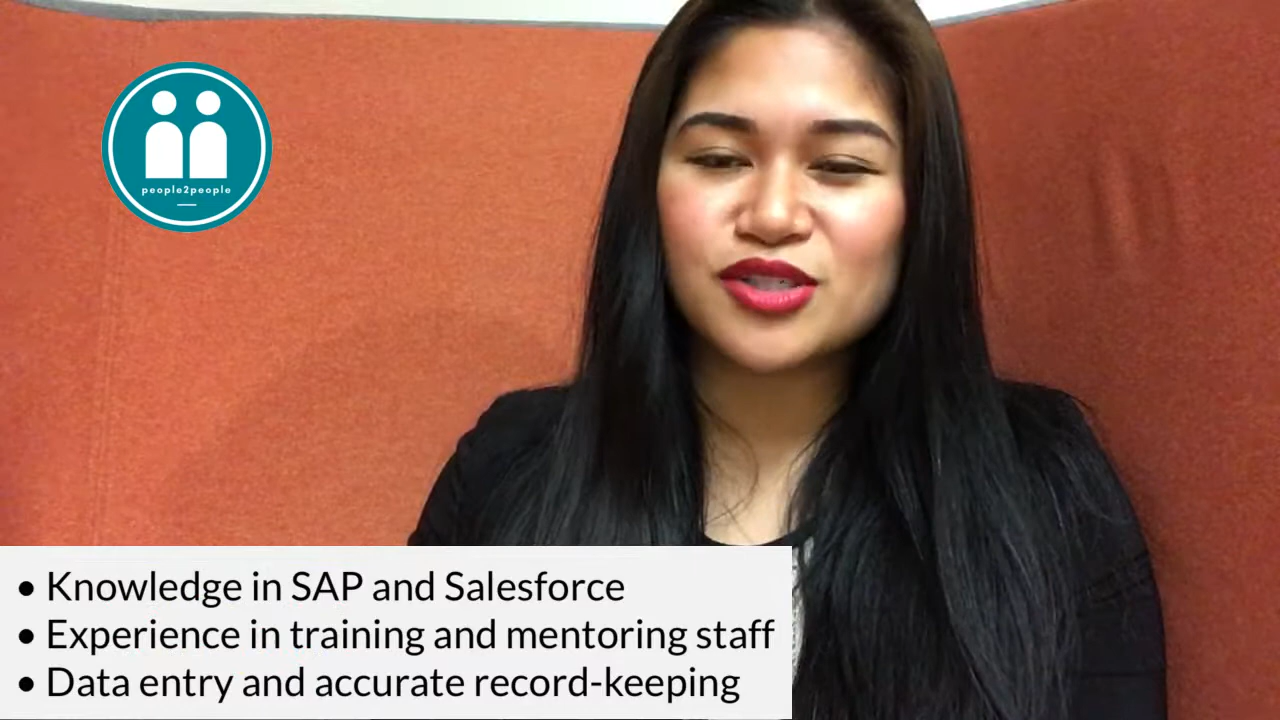 people2people
• Knowledge in SAP and Salesforce
• Experience in training and mentoring staff
• Data entry and accurate record-keeping